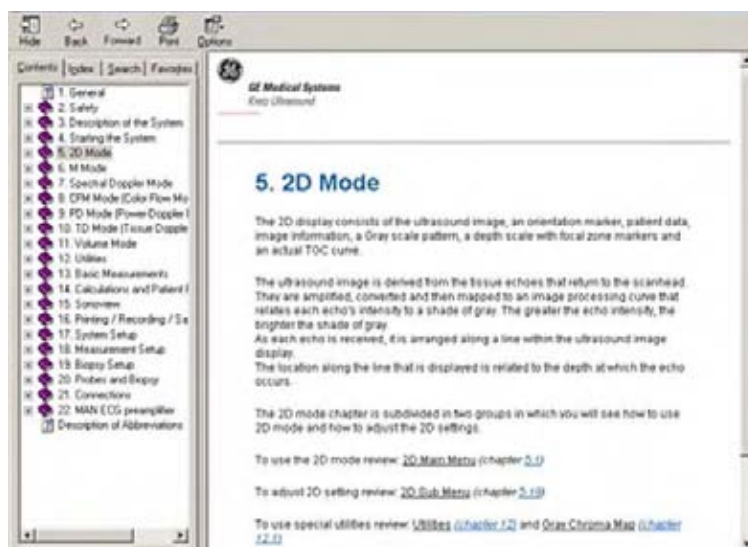 Hide Back Forward Print Options
Contents Index Search Favorites
1. General
2. Safety
3. Description of the System
4. Starting the System
5. 2D Mode
6. M Mode
7. Spectral Doppler Mode
8. CFM Mode (Color Flow Mo
9. PD Mode (Power Doppler
10. TD Mode (Tissue Dopple
11. Volume Mode
12. Utilities
13. Basic Measurements
14. Calculations and Patient
15. Sonoview
16. Printing / Recording / Sa
17. System Setup
18. Measurement Setup
19. Biopsy Setup
20. Probes and Biopsy
21. Connections
22. MAN ECG preamplifier
Description of Abbreviations
GE Medical Systems
Kretz Ultrasound
5. 2D Mode
The 2D display consists of the ultrasound image, an orientation marker, patient data,
image information, a Gray scale pattern, a depth scale with focal zone markers and
an actual TGC curve.
The ultrasound image is derived from the tissue echoes that return to the scanhead.
They are amplified, converted and then mapped to an image processing curve that
relates each echo's intensity to a shade of gray. The greater the echo intensity, the
brighter the shade of gray.
As each echo is received, it is arranged along a line within the ultrasound image
display.
The location along the line that is displayed is related to the depth at which the echo
occurs.
The 2D mode chapter is subdivided in two groups in which you will see how to use
2D mode and how to adjust the 2D settings.
To use the 2D mode review: 2D Main Menu (chapter 5.1)
To adjust 2D setting review: 2D Sub Menu (chapter 5.19)
To use special utilities review: Utilities (chapter 12) and Gray Chroma Map (chapter
12.1)